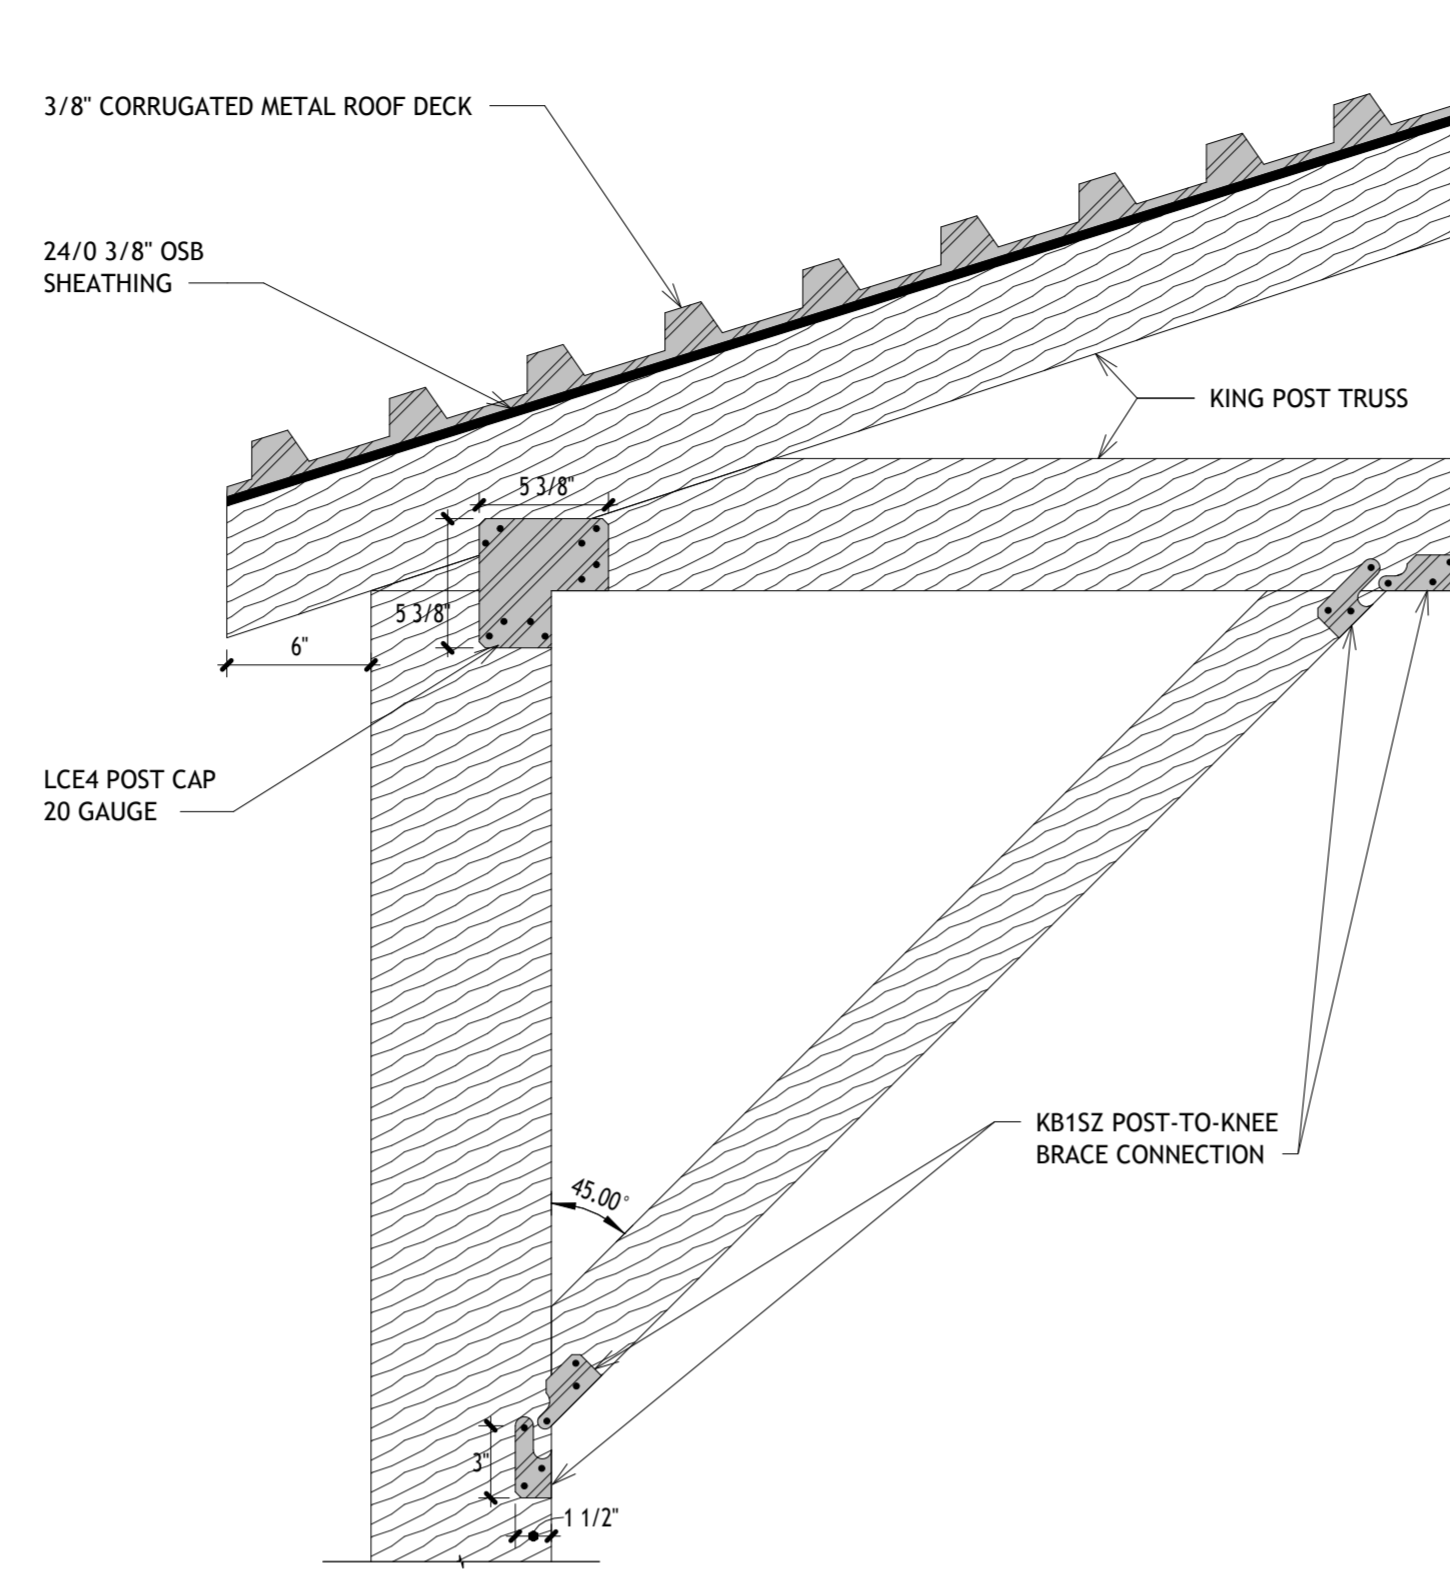 3/8" CORRUGATED METAL ROOF DECK
24/0 3/8" OSB
SHEATHING
KING POST TRUSS
5 3/8"
5 3/8"
6"
LCE4 POST CAP
20 GAUGE
KB1SZ POST-TO-KNEE
BRACE CONNECTION
45.00°
3"
1 1/2"